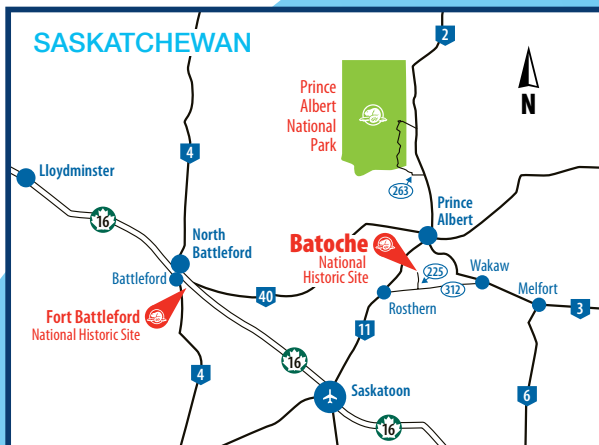 SASKATCHEWAN
2
N
Prince
Albert
National
Park
4
Lloydminster
263
16
North
Battleford
Prince
Albert
Batoche
National
Historic Site
Wakaw
Battleford
225
312
Melfort
40
Rosthern
3
Fort Battleford
National Historic Site
11
16
4
Saskatoon
6
16